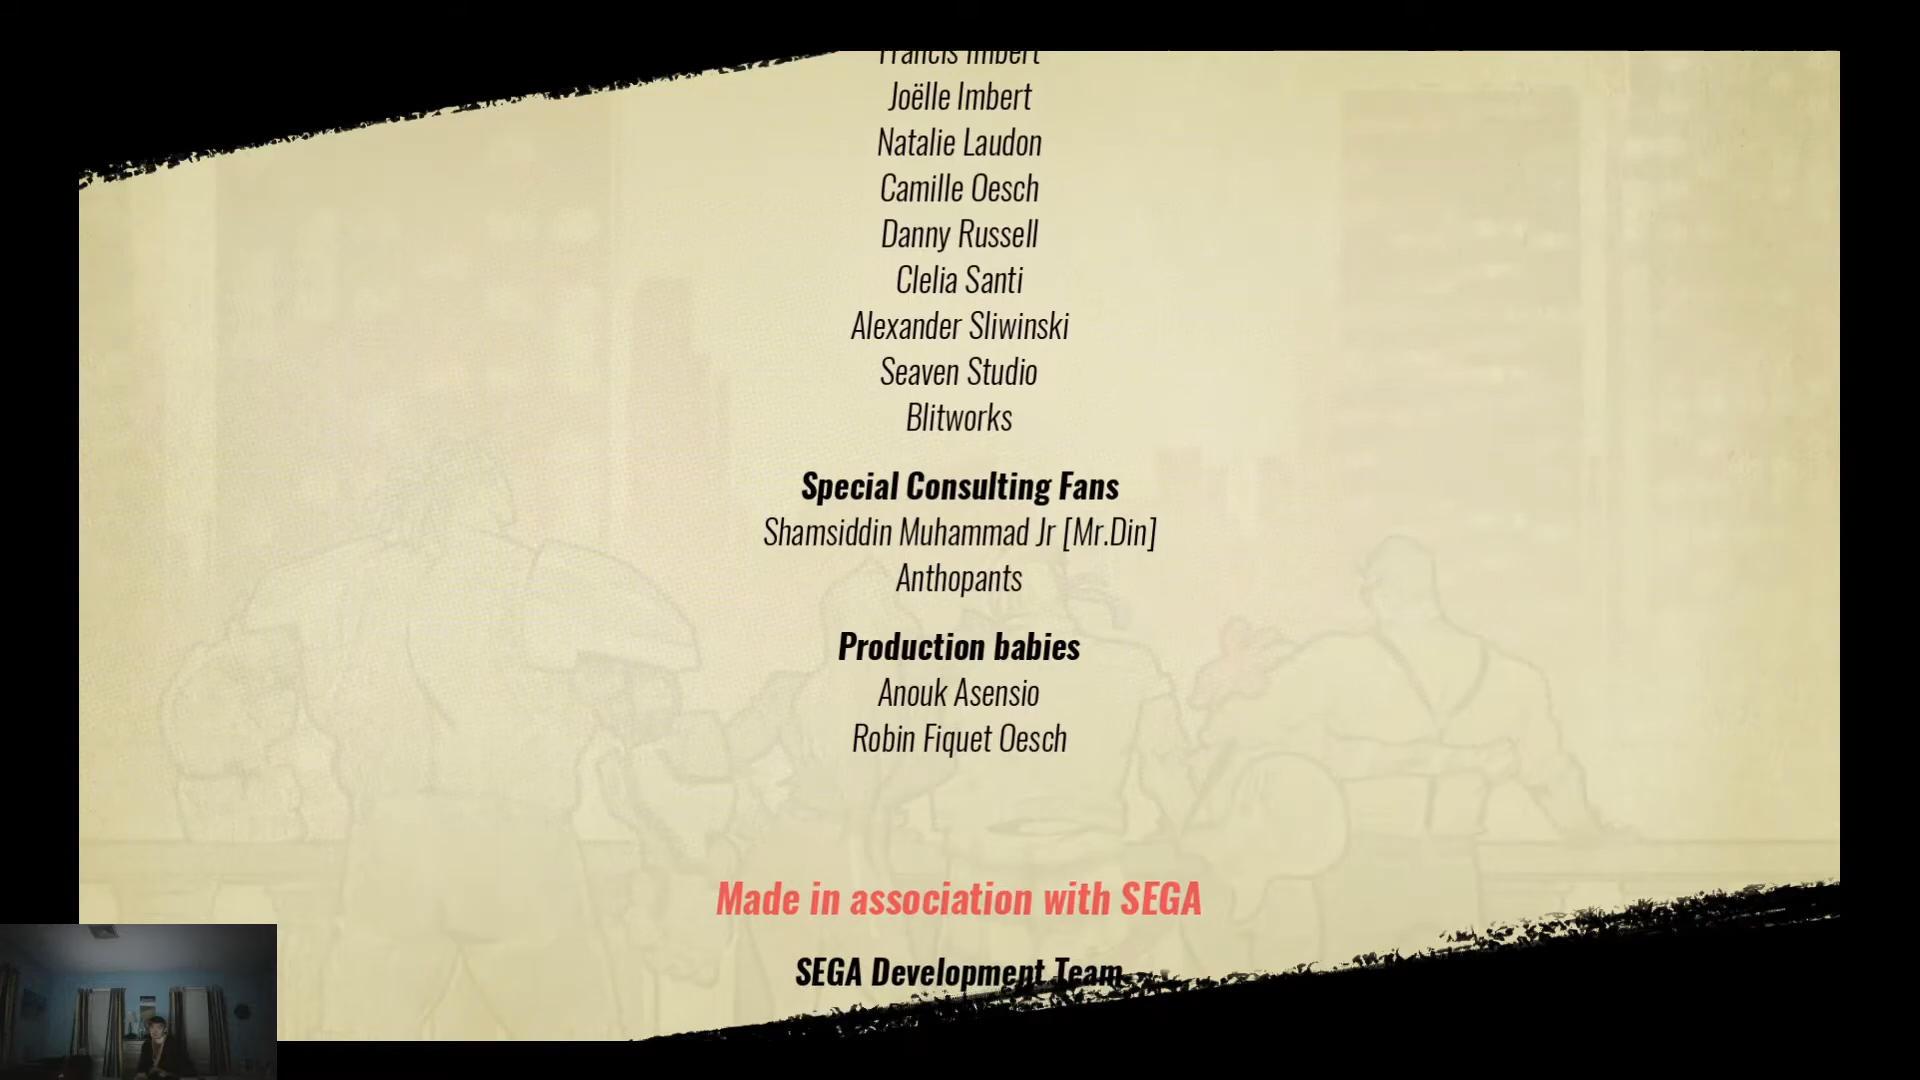 Francis Imbert
Joëlle Imbert
Natalie Laudon
Camille Oesch
Danny Russell
Clelia Santi
Alexander Sliwinski
Seaven Studio
Blitworks
Special Consulting Fans
Shamsiddin Muhammad Jr [Mr.Din]
Anthopants
Production babies
Anouk Asensio
Robin Fiquet Oesch
Made in association with SEGA
SEGA Development Team